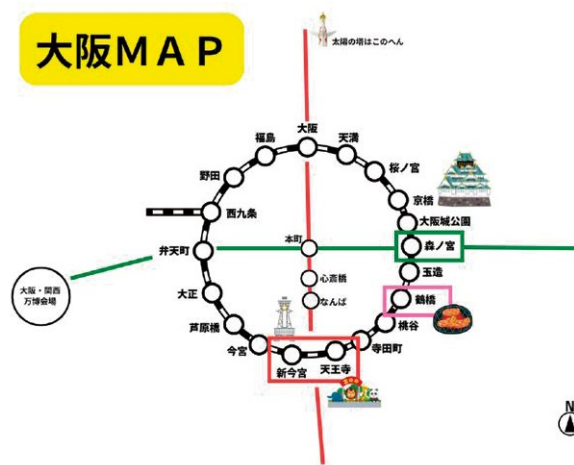 大阪MAP
太陽の塔はこのへん
大阪
福島
天満
野田
桜ノ宮
京橋
西九条
大阪城公園
弁天町
本町
森ノ宮
玉造
大阪・関西
万博会場
心斎橋
大正
なんば
鶴橋
芦原橋
桃谷
今宮
寺田町
新今宮
天王寺
N